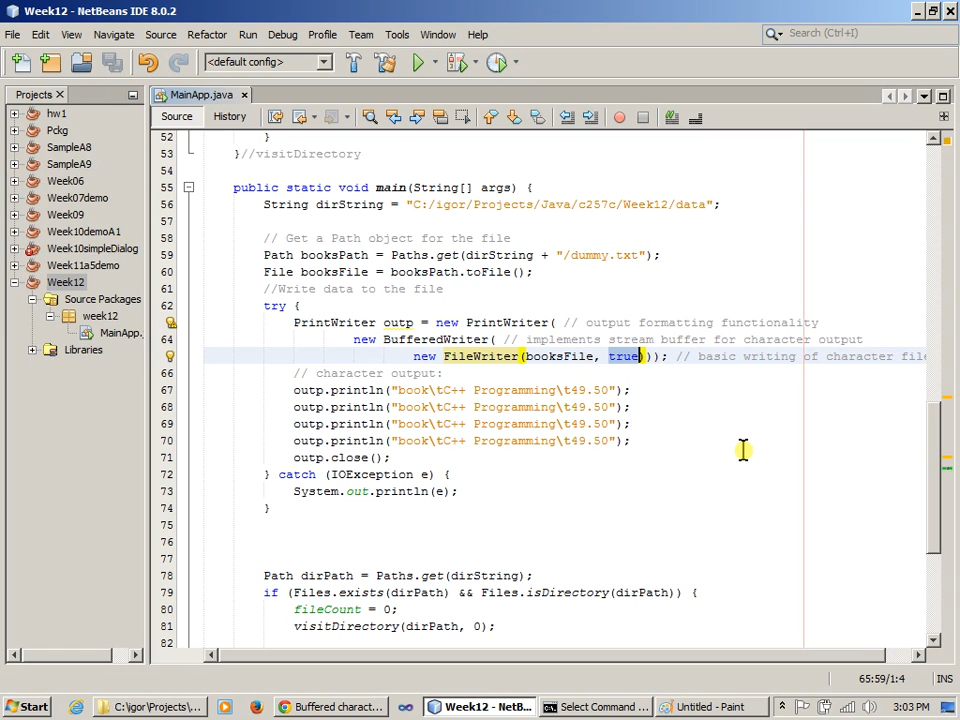 Week12 - NetBeans IDE 8.0.2
File Edit View Navigate Source Refactor Run Debug Profile Team Tools Window Help
Search (Ctrl+I)
<default config>
Projects
MainApp.java
hw1
Pckg
SampleA8
SampleA9
Week06
Week07demo
Week09
Week10demoA1
Week10simpleDialog
Week11a5demo
Week12
Source Packages
week12
MainApp.
Libraries
Source History
52 }
53 }//visitDirectory
54
55 public static void main(String[] args) {
56 String dirString = "C:/igor/Projects/Java/c257c/Week12/data";
57
58 // Get a Path object for the file
59 Path booksPath = Paths.get(dirString + "/dummy.txt");
60 File booksFile = booksPath.toFile();
61 //Write data to the file
62 try {
PrintWriter outp = new PrintWriter( // output formatting functionality
64 new BufferedWriter( // implements stream buffer for character output
new FileWriter(booksFile, true))); // basic writing of character file
66 // character output:
67 outp.println("book\tC++ Programming\t49.50");
68 outp.println("book\tC++ Programming\t49.50");
69 outp.println("book\tC++ Programming\t49.50");
70 outp.println("book\tC++ Programming\t49.50");
71 outp.close();
72 } catch (IOException e) {
73 System.out.println(e);
74 }
75
76
77
78 Path dirPath = Paths.get(dirString);
79 if (Files.exists(dirPath) && Files.isDirectory(dirPath)) {
80 fileCount = 0;
81 visitDirectory(dirPath, 0);
82
65:59/1:4 INS
Start
C:\igor\Projects\...
Buffered charact...
Week12 - NetB...
Select Command ...
Untitled - Paint
3:03 PM